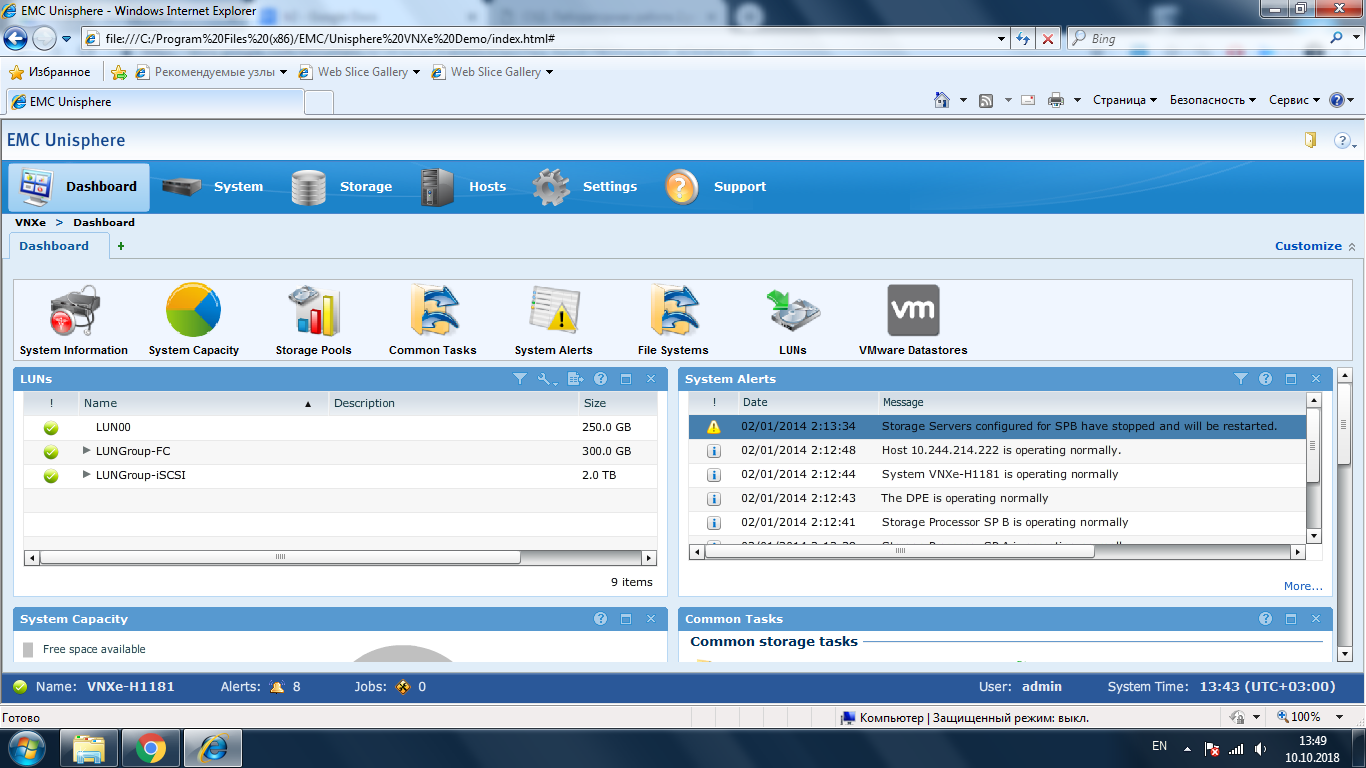 EMC Unisphere - Windows Internet Explorer
file:///C:/Program%20Files%20(x86)/EMC/Unisphere%20VNXe%20Demo/index.html#
Bing
Избранное
Рекомендуемые узлы
Web Slice Gallery
Web Slice Gallery
EMC Unisphere
Страница
Безопасность
Сервис
EMC Unisphere
Dashboard
System
Storage
Hosts
Settings
Support
VNXe > Dashboard
Dashboard
+
Customize
System Information
System Capacity
Storage Pools
Common Tasks
System Alerts
File Systems
vm
LUNs
VMware Datastores
LUNs
! Name Description Size
LUN00 250.0 GB
LUNGroup-FC 300.0 GB
LUNGroup-iSCSI 2.0 TB
9 items
System Alerts
! Date Message
02/01/2014 2:13:34 Storage Servers configured for SPB have stopped and will be restarted.
02/01/2014 2:12:48 Host 10.244.214.222 is operating normally.
02/01/2014 2:12:44 System VNXe-H1181 is operating normally
02/01/2014 2:12:43 The DPE is operating normally
02/01/2014 2:12:41 Storage Processor SP B is operating normally
More...
System Capacity
Free space available
Common Tasks
Common storage tasks
Name: VNXe-H1181 Alerts: 8 Jobs: 0 User: admin System Time: 13:43 (UTC+03:00)
Готово
Компьютер | Защищенный режим: выкл.
100%
EN
13:49
10.10.2018